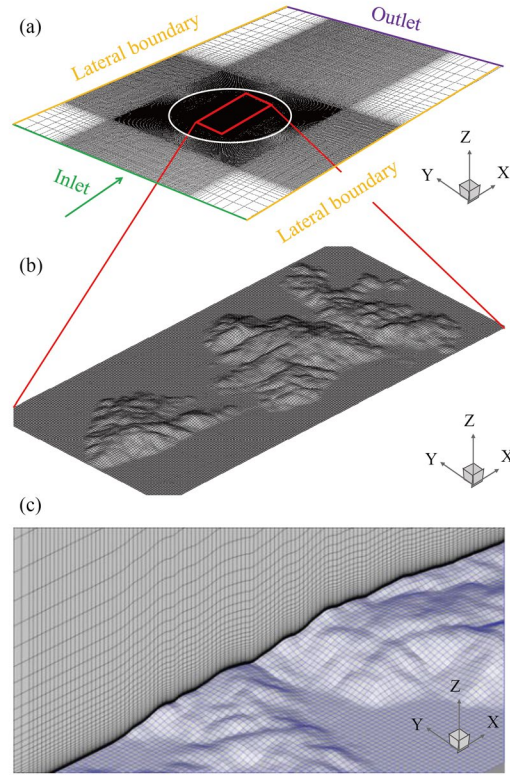 (a)
Outlet
Lateral boundary
Inlet
Lateral boundary
Z
Y
X
(b)
Z
Y
X
(c)
Z
Y
X